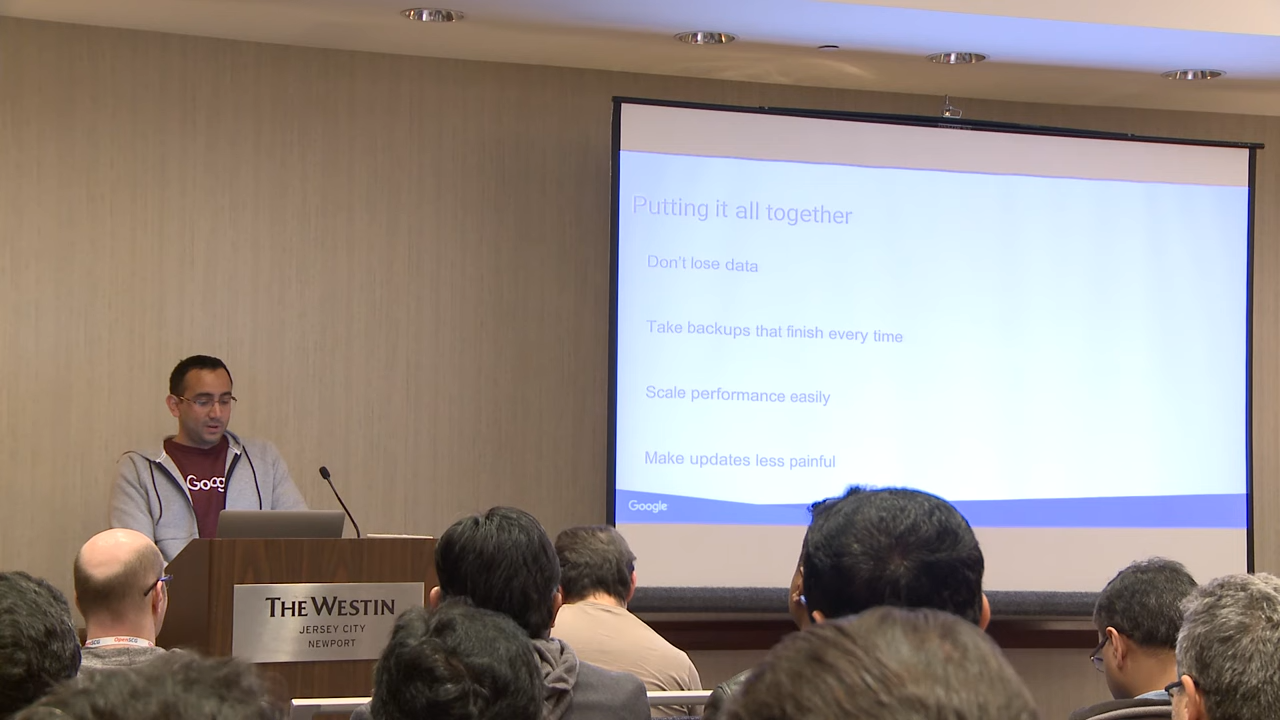 Putting it all together
Don't lose data
Take backups that finish every time
Scale performance easily
Make updates less painful
Google
Goog
THE WESTIN
JERSEY CITY
NEWPORT
OpenSCG